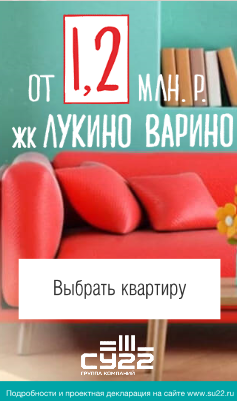 ОТ 1,2 МЛН. Р.
ЖК ЛУКИНО ВАРИНО
Выбрать квартиру
СУ22
ГРУППА КОМПАНИЙ
Подробности и проектная декларация на сайте www.su22.ru